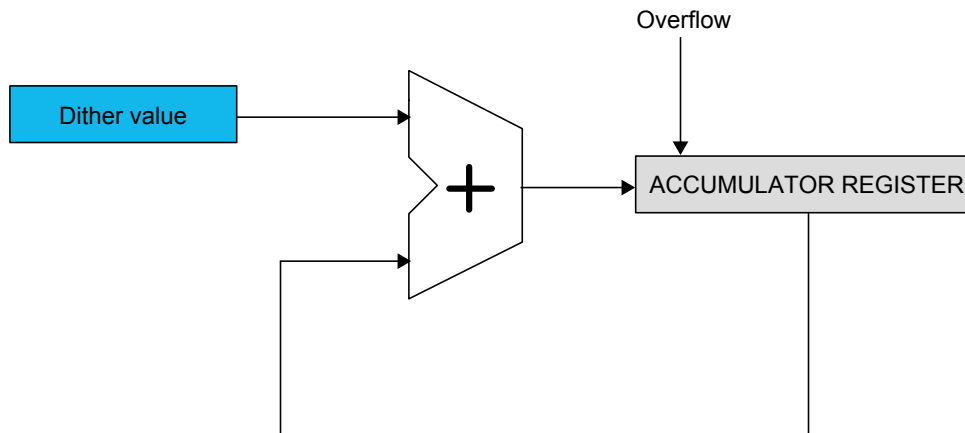 Overflow
Dither value
ACCUMULATOR REGISTER
+